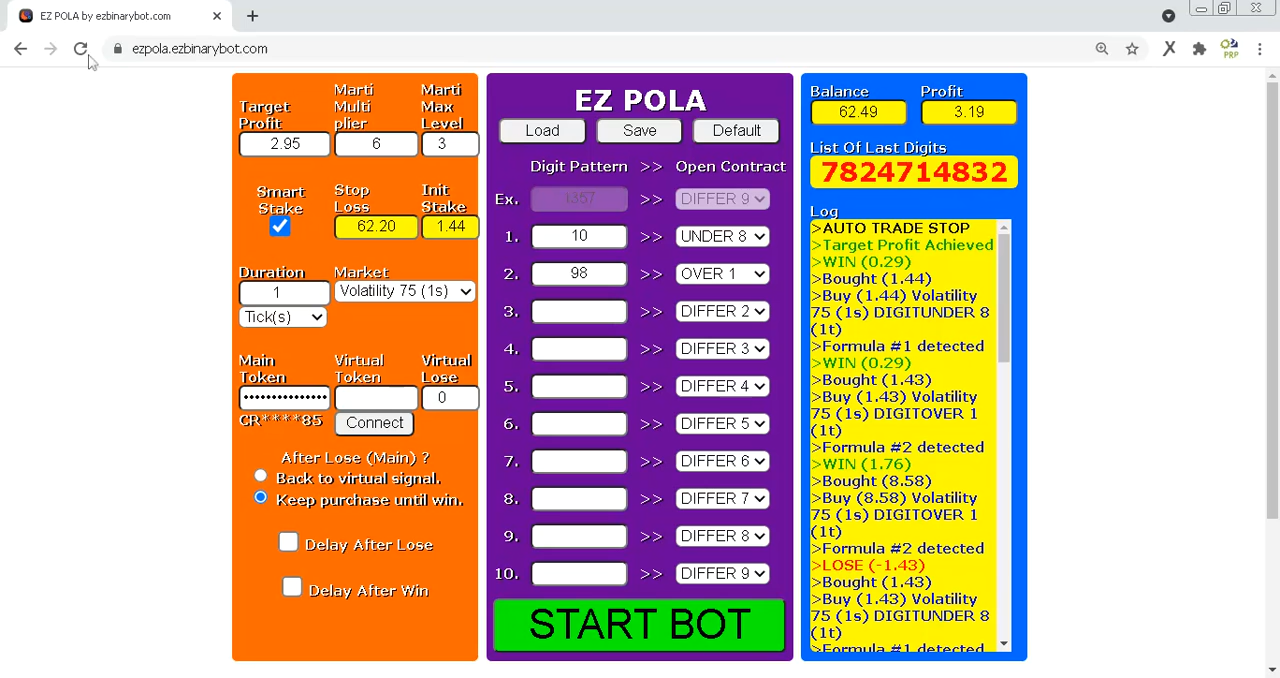 EZ POLA by ezbinarybot.com
ezpola.ezbinarybot.com
PRP
Target
Profit
2.95
Marti
Multi
plier
6
Marti
Max
Level
3
Smart
Stake
Stop
Loss
62.20
Init
Stake
1.44
Duration
1
Tick(s)
Market
Volatility 75 (1s)
Main
Token
••••••••••••••
CR****85
Virtual
Token
Connect
Virtual
Lose
0
After Lose (Main) ?
Back to virtual signal.
Keep purchase until win.
Delay After Lose
Delay After Win
EZ POLA
Load Save Default
Digit Pattern >> Open Contract
Ex. 1357 >> DIFFER 9
1. 10 >> UNDER 8
2. 98 >> OVER 1
3. >> DIFFER 2
4. >> DIFFER 3
5. >> DIFFER 4
6. >> DIFFER 5
7. >> DIFFER 6
8. >> DIFFER 7
9. >> DIFFER 8
10. >> DIFFER 9
START BOT
Balance Profit
62.49 3.19
List Of Last Digits
7824714832
Log
>AUTO TRADE STOP
>Target Profit Achieved
>WIN (0.29)
>Bought (1.44)
>Buy (1.44) Volatility
75 (1s) DIGITUNDER 8
(1t)
>Formula #1 detected
>WIN (0.29)
>Bought (1.43)
>Buy (1.43) Volatility
75 (1s) DIGITOVER 1
(1t)
>Formula #2 detected
>WIN (1.76)
>Bought (8.58)
>Buy (8.58) Volatility
75 (1s) DIGITOVER 1
(1t)
>Formula #2 detected
>LOSE (-1.43)
>Bought (1.43)
>Buy (1.43) Volatility
75 (1s) DIGITUNDER 8
(1t)
>Formula #1 detected